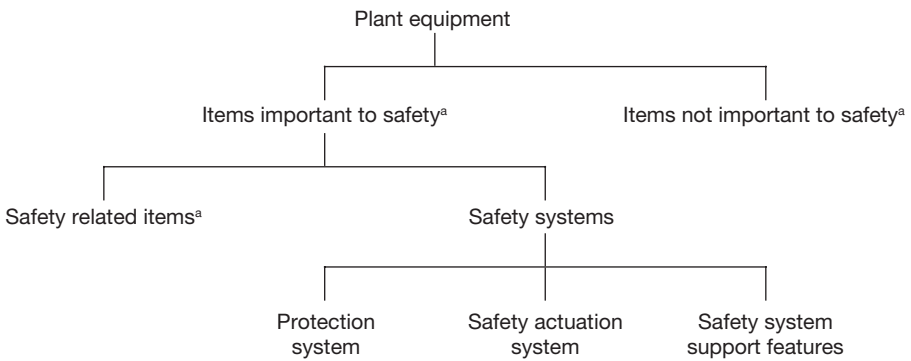 Plant equipment
Items important to safetyᵃ
Items not important to safetyᵃ
Safety related itemsᵃ
Safety systems
Protection
system
Safety actuation
system
Safety system
support features